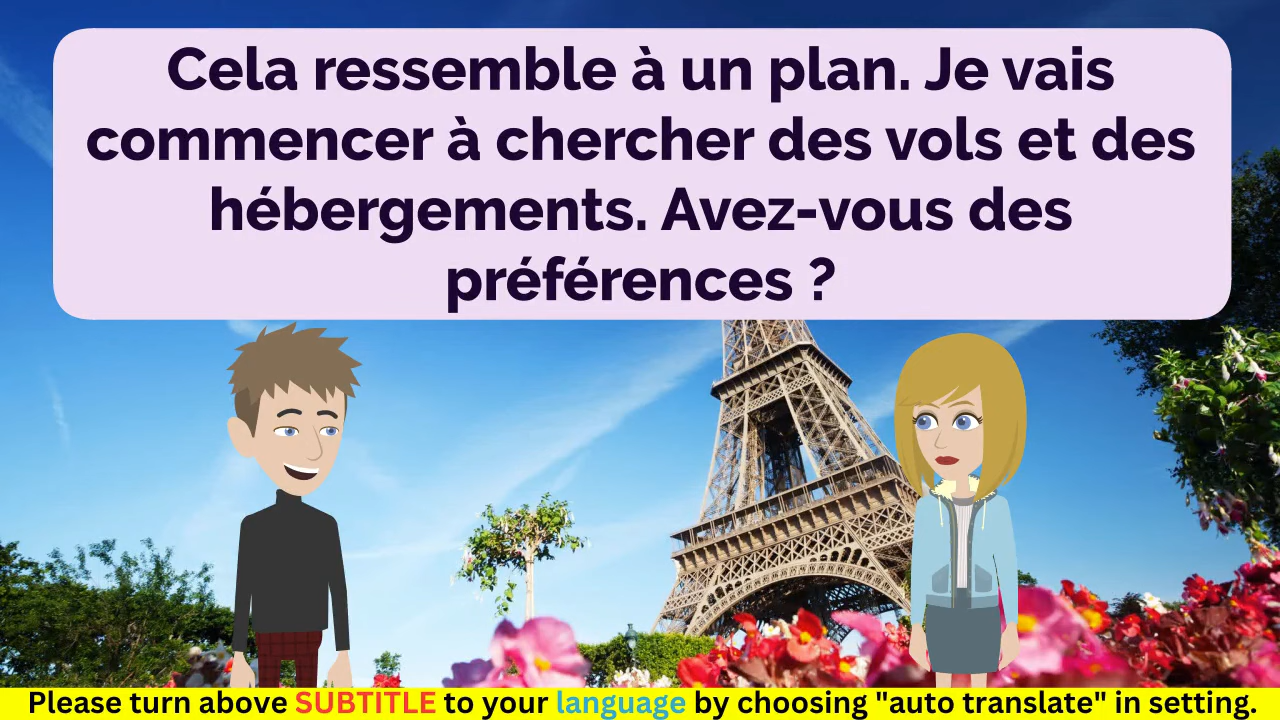 Cela ressemble à un plan. Je vais
commencer à chercher des vols et des
hébergements. Avez-vous des
préférences ?
Please turn above SUBTITLE to your language by choosing "auto translate" in setting.